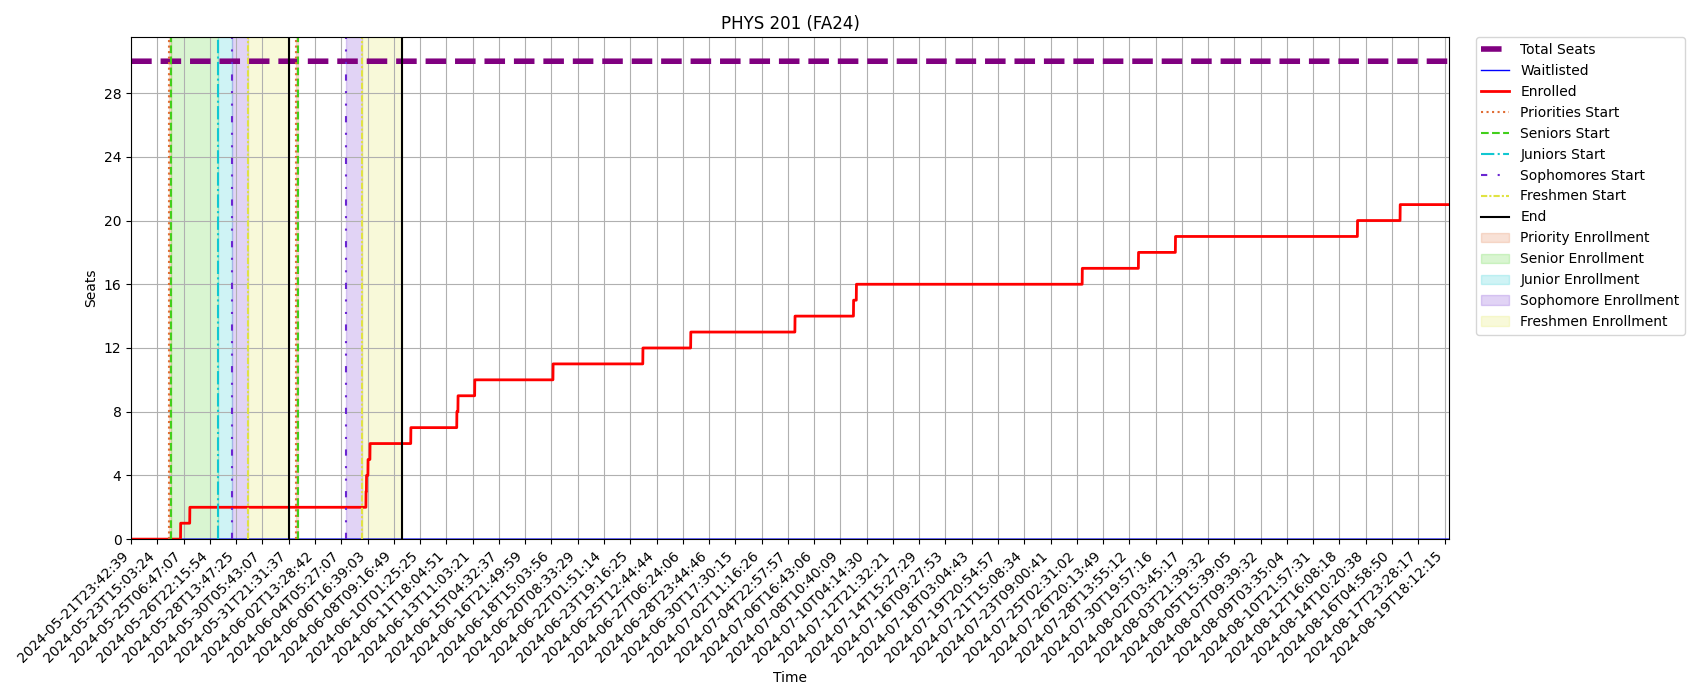 PHYS 201 (FA24)
Total Seats
Waitlisted
Enrolled
Priorities Start
Seniors Start
Juniors Start
Sophomores Start
Freshmen Start
End
Priority Enrollment
Senior Enrollment
Junior Enrollment
Sophomore Enrollment
Freshmen Enrollment
Seats
28
24
20
16
12
8
4
0
2024-05-21T23:42:39
2024-05-23T15:03:24
2024-05-25T06:47:07
2024-05-26T22:15:54
2024-05-28T13:47:25
2024-05-30T05:43:07
2024-05-31T21:31:37
2024-06-02T13:28:42
2024-06-04T05:27:07
2024-06-06T16:39:03
2024-06-08T09:16:49
2024-06-10T01:25:25
2024-06-11T18:04:51
2024-06-13T11:03:21
2024-06-15T04:32:37
2024-06-16T21:49:59
2024-06-18T15:03:56
2024-06-20T08:33:29
2024-06-22T01:51:14
2024-06-23T19:16:25
2024-06-25T12:44:44
2024-06-27T06:24:06
2024-06-28T23:44:46
2024-06-30T17:30:15
2024-07-02T11:16:26
2024-07-04T22:57:57
2024-07-06T16:43:06
2024-07-08T10:40:09
2024-07-10T04:14:30
2024-07-12T21:32:21
2024-07-14T15:27:29
2024-07-16T09:27:53
2024-07-18T03:04:43
2024-07-19T20:54:57
2024-07-21T15:08:34
2024-07-23T09:00:41
2024-07-25T02:31:02
2024-07-26T20:13:49
2024-07-28T13:55:12
2024-07-30T19:57:16
2024-08-02T03:45:17
2024-08-03T21:39:32
2024-08-05T15:39:05
2024-08-07T09:39:32
2024-08-09T03:35:04
2024-08-10T21:57:31
2024-08-12T16:08:18
2024-08-14T10:20:38
2024-08-16T04:58:50
2024-08-17T23:28:17
2024-08-19T18:12:15
Time